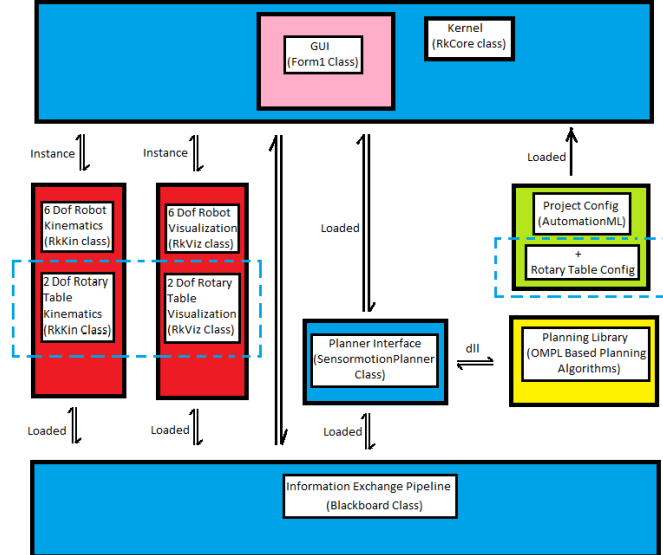 GUI
(Form1 Class)
Kernel
(RkCore class)
Instance
Instance
Loaded
Loaded
6 Dof Robot
Kinematics
(RkKin class)
6 Dof Robot
Visualization
(RkViz class)
Project Config
(AutomationML)
+
Rotary Table Config
2 Dof Rotary
Table
Kinematics
(RkKin Class)
2 Dof Rotary
Table
Visualization
(RkViz Class)
Planner Interface
(SensormotionPlanner
Class)
dll
Planning Library
(OMPL Based Planning
Algorithms)
Loaded
Loaded
Loaded
Information Exchange Pipeline
(Blackboard Class)